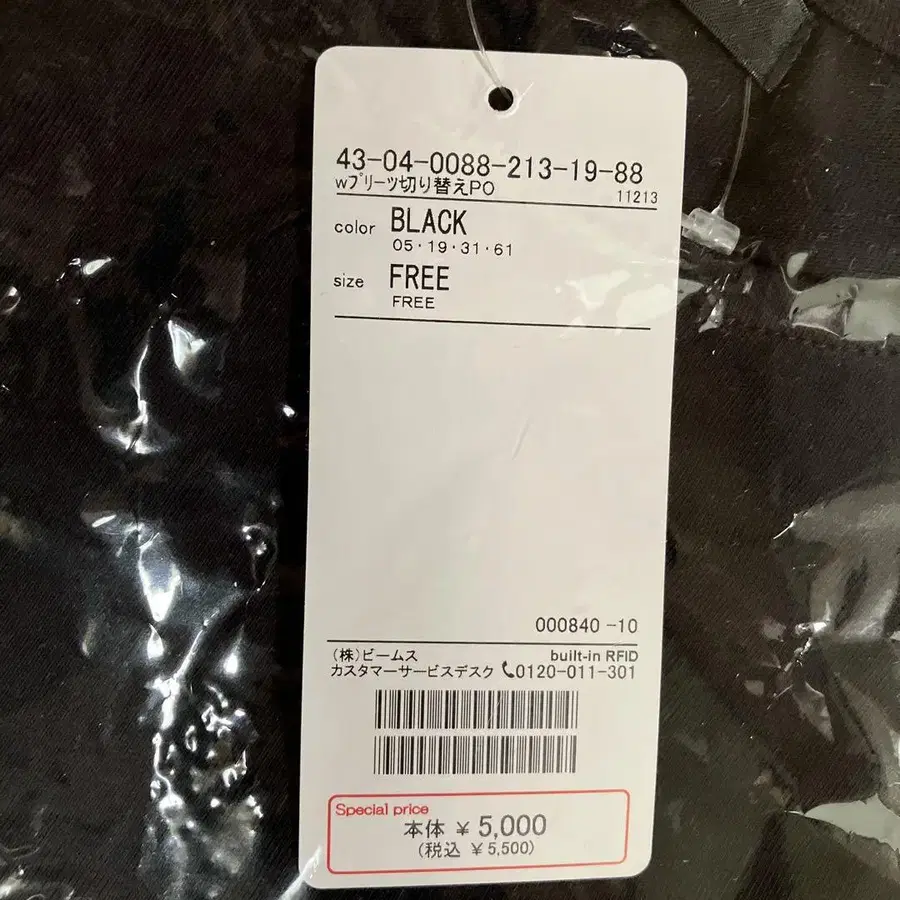 43-04-0088-213-19-88
wプリーツ切り替えPO
11213
color BLACK
05・19・31・61
size FREE
FREE
000840 -10
(株)ビームス built-in RFID
カスタマーサービスデスク 0120-011-301
Special price
本体 ¥ 5,000
(税込 ¥ 5,500)